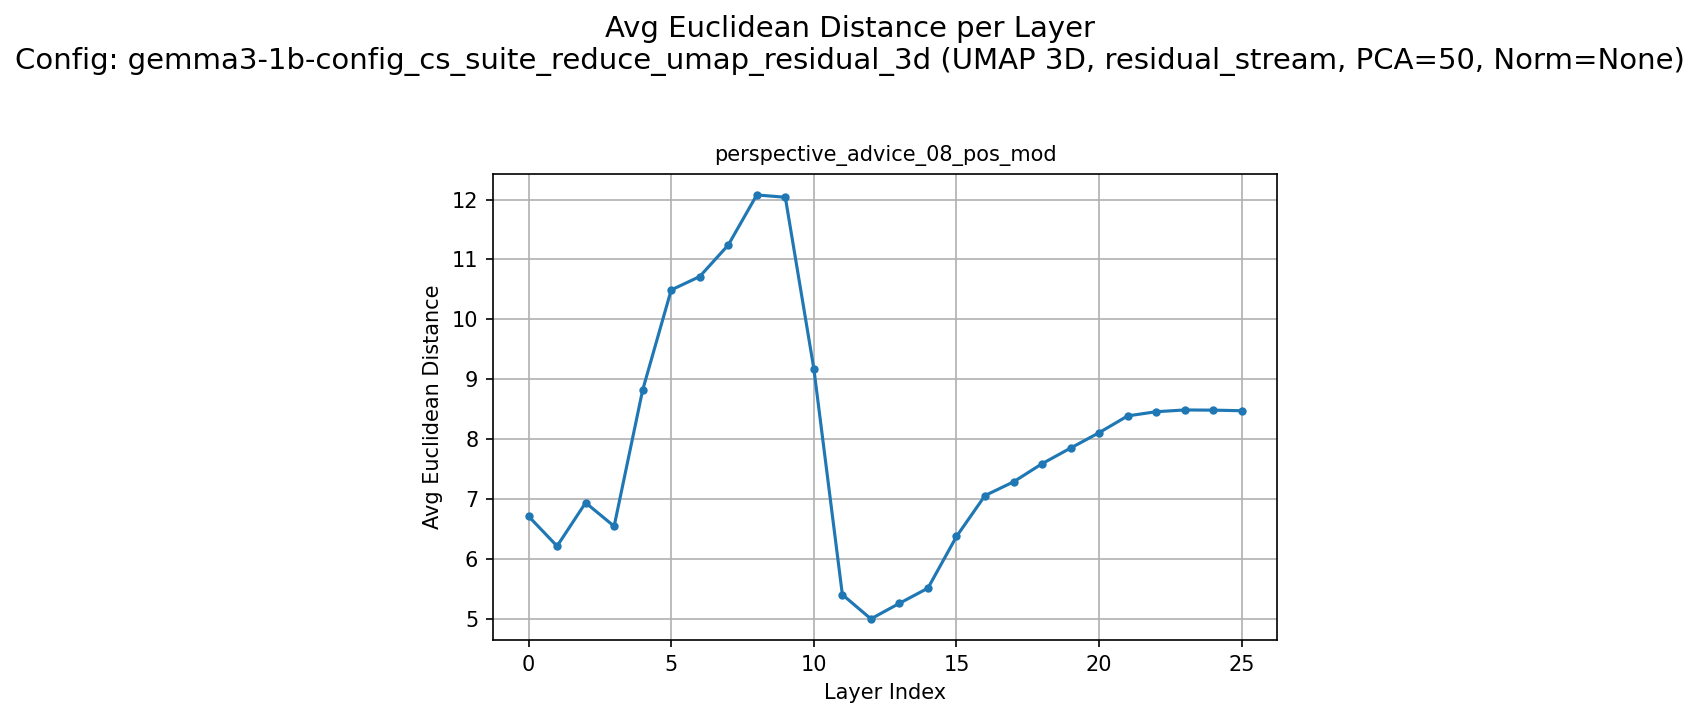 Avg Euclidean Distance per Layer
Config: gemma3-1b-config_cs_suite_reduce_umap_residual_3d (UMAP 3D, residual_stream, PCA=50, Norm=None)
perspective_advice_08_pos_mod
Avg Euclidean Distance
12
11
10
9
8
7
6
5
0 5 10 15 20 25
Layer Index